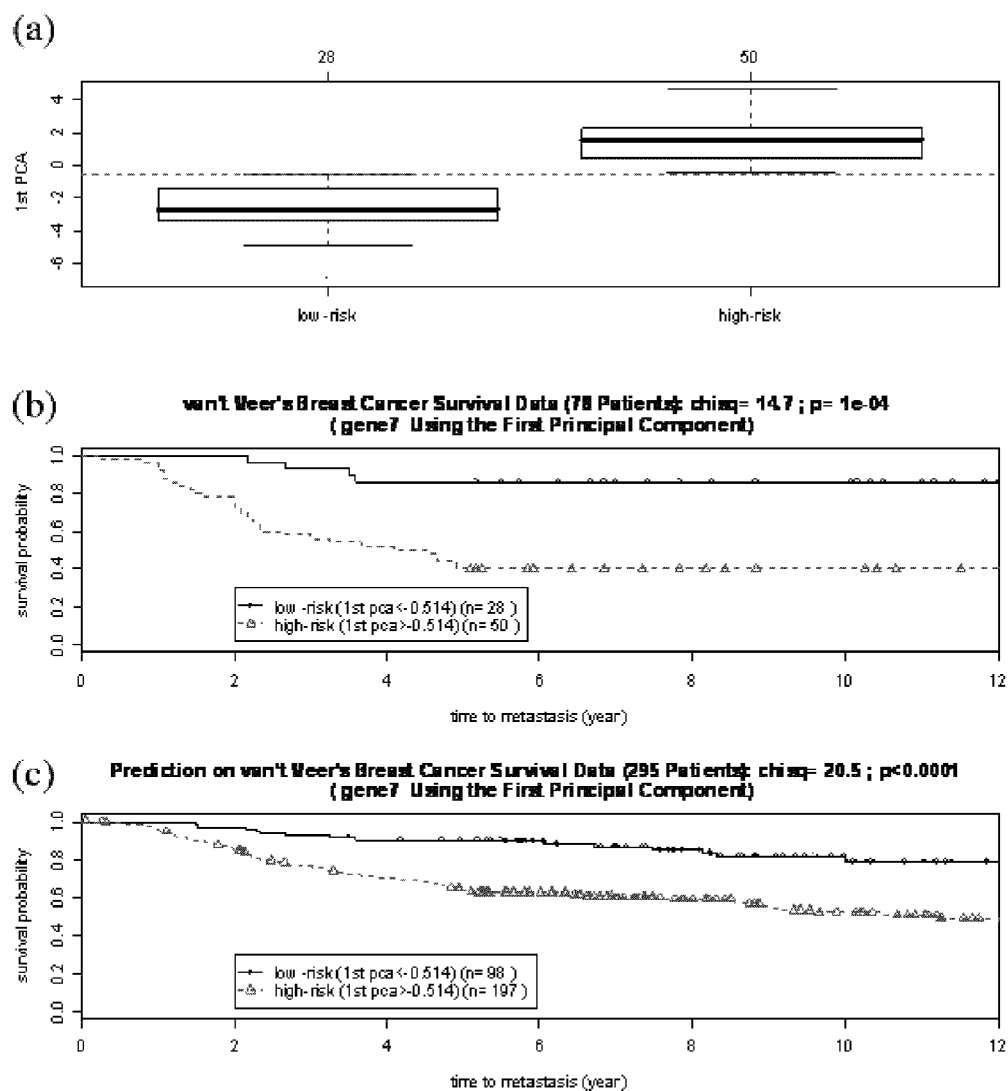 (a)
28 50
4
2
0
-2
-4
-6
1st PCA
low-risk high-risk
(b)
van't Veer's Breast Cancer Survival Data (78 Patients): chisq= 14.7 ; p= 1e-04
( gene7 Using the First Principal Component)
1.0
0.8
0.6
0.4
0.2
0.0
survival probability
low-risk (1st pca<-0.514) (n= 28 )
high-risk (1st pca>-0.514) (n= 50 )
0 2 4 6 8 10 12
time to metastasis (year)
(c)
Prediction on van't Veer's Breast Cancer Survival Data (295 Patients): chisq= 20.5 ; p<0.0001
( gene7 Using the First Principal Component)
1.0
0.8
0.6
0.4
0.2
0.0
survival probability
low-risk (1st pca<-0.514) (n= 98 )
high-risk (1st pca>-0.514) (n= 197 )
0 2 4 6 8 10 12
time to metastasis (year)